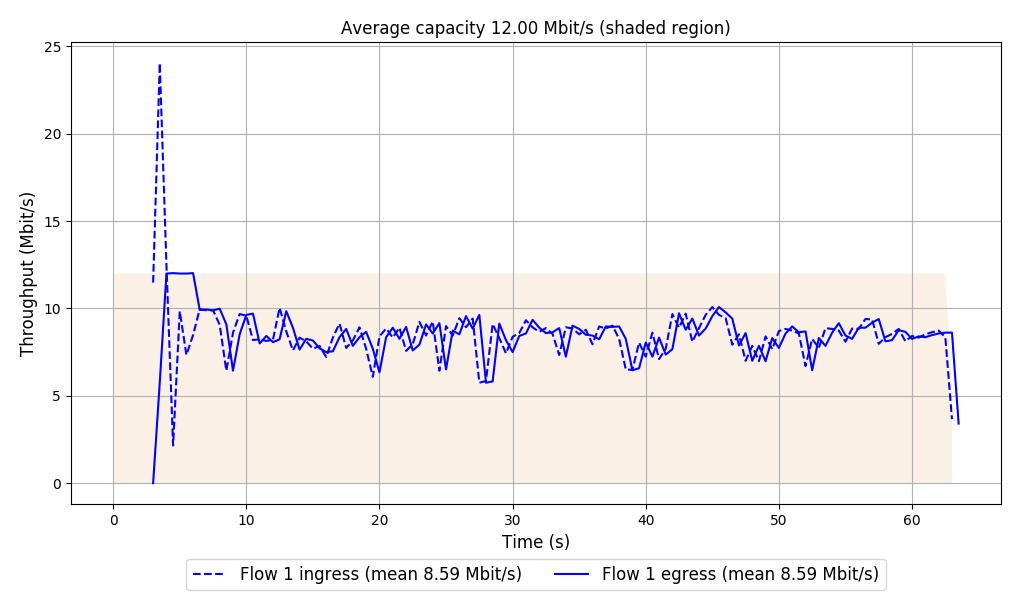 Average capacity 12.00 Mbit/s (shaded region)
Throughput (Mbit/s)
25
20
15
10
5
0
0 10 20 30 40 50 60
Time (s)
Flow 1 ingress (mean 8.59 Mbit/s) Flow 1 egress (mean 8.59 Mbit/s)